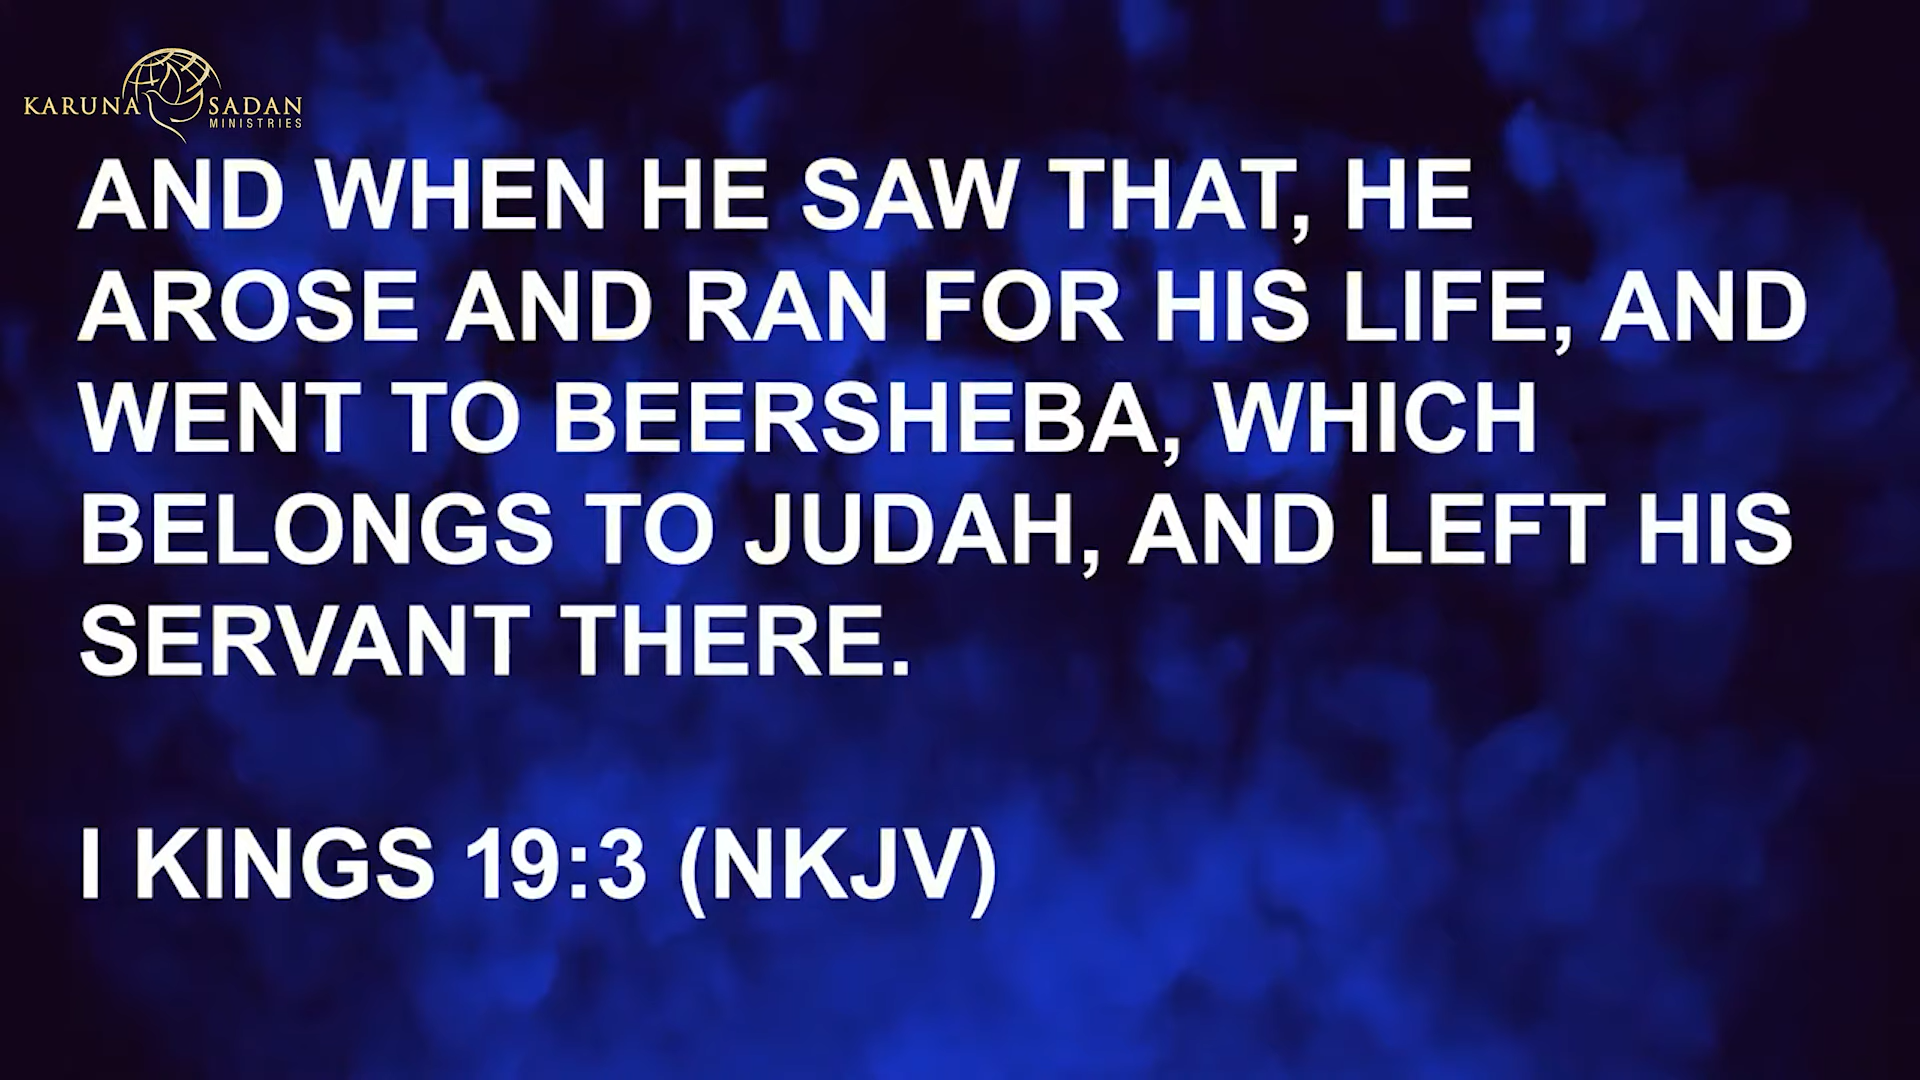 KARUNA SADAN
MINISTRIES
AND WHEN HE SAW THAT, HE
AROSE AND RAN FOR HIS LIFE, AND
WENT TO BEERSHEBA, WHICH
BELONGS TO JUDAH, AND LEFT HIS
SERVANT THERE.
I KINGS 19:3 (NKJV)